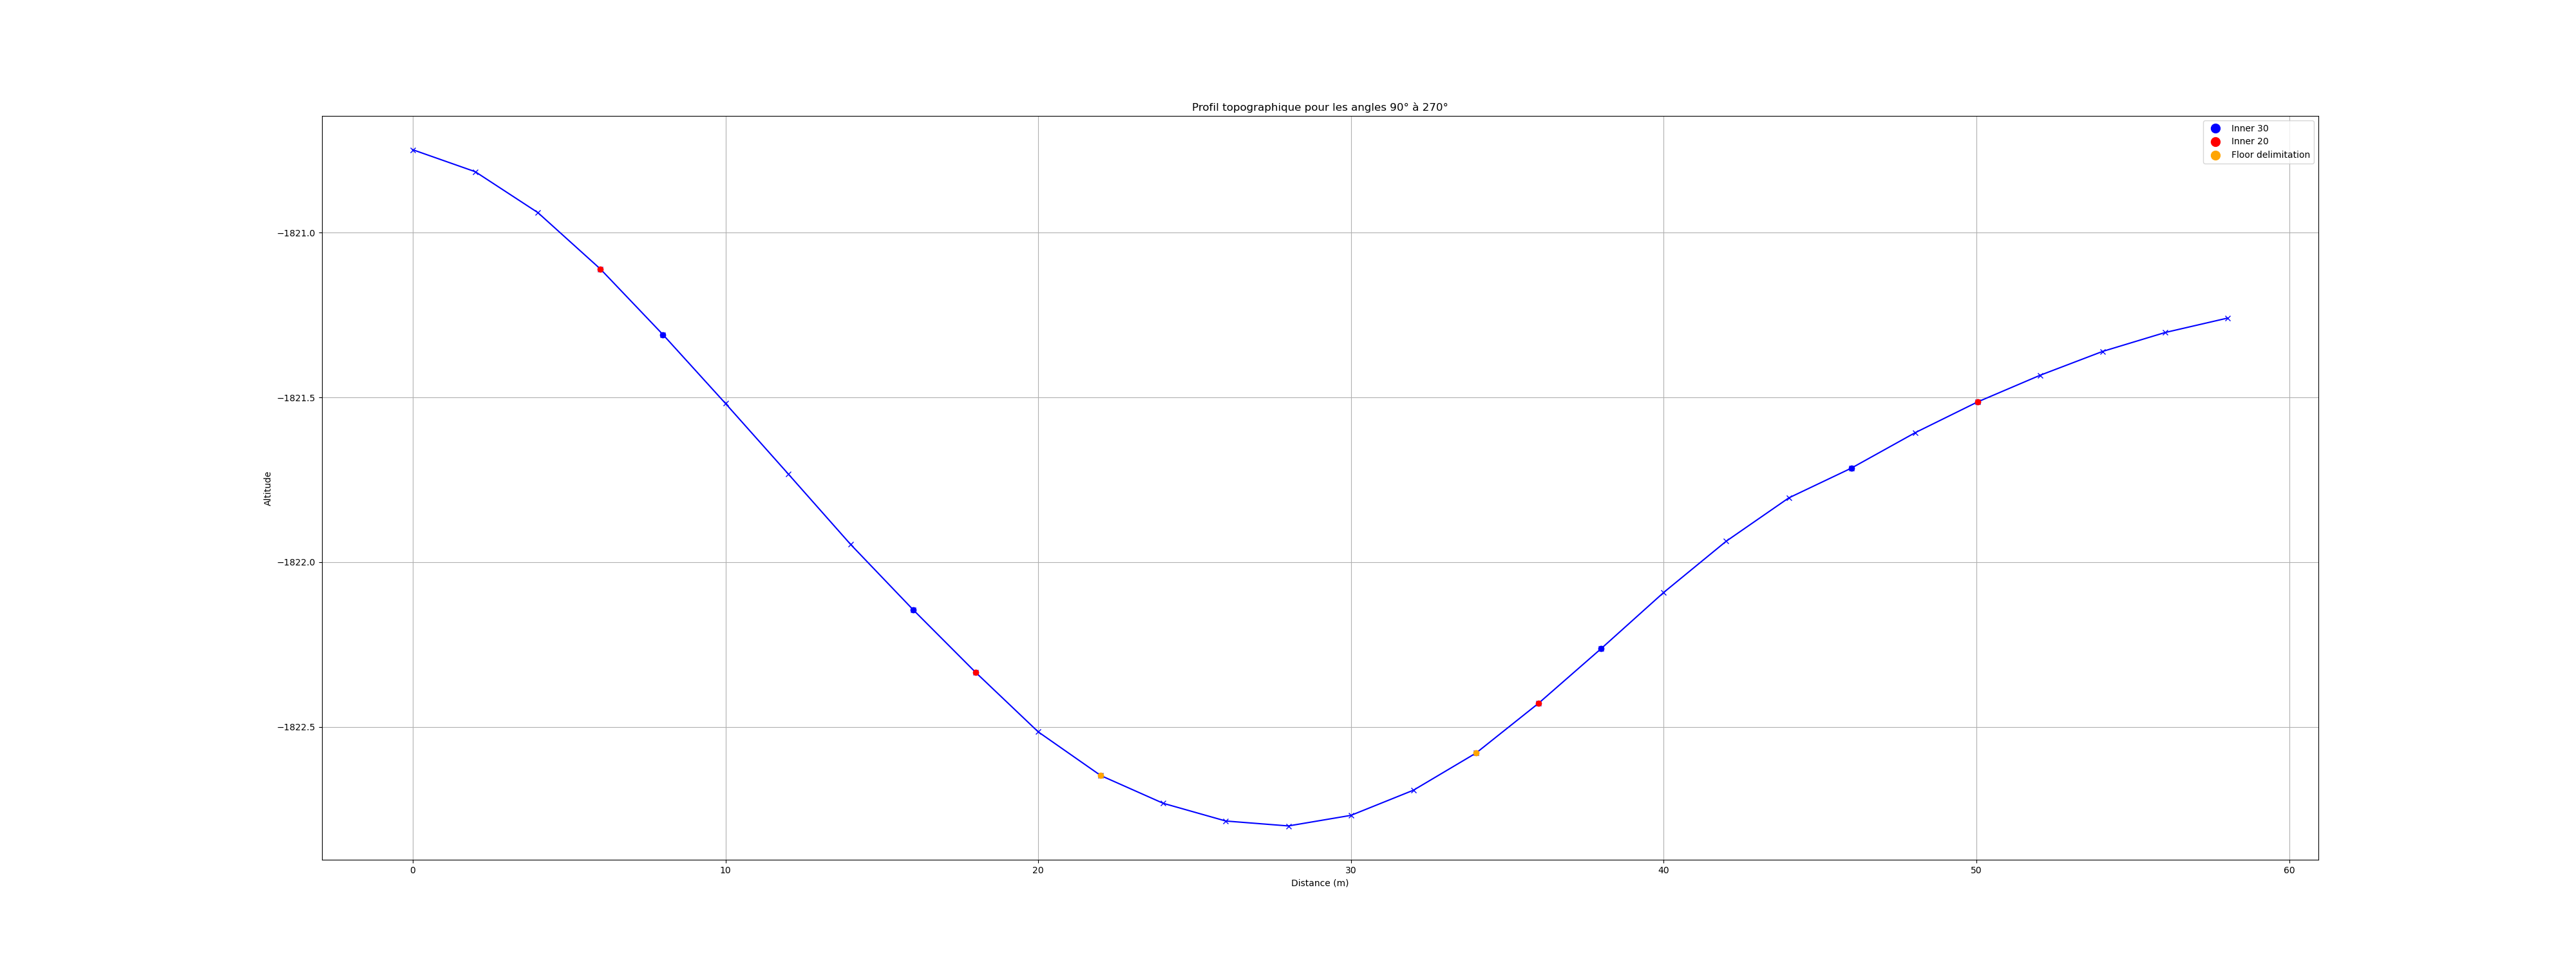 Profil topographique pour les angles 90° à 270°
Inner 30
Inner 20
Floor delimitation
−1821.0
−1821.5
−1822.0
−1822.5
Altitude
0 10 20 30 40 50 60
Distance (m)